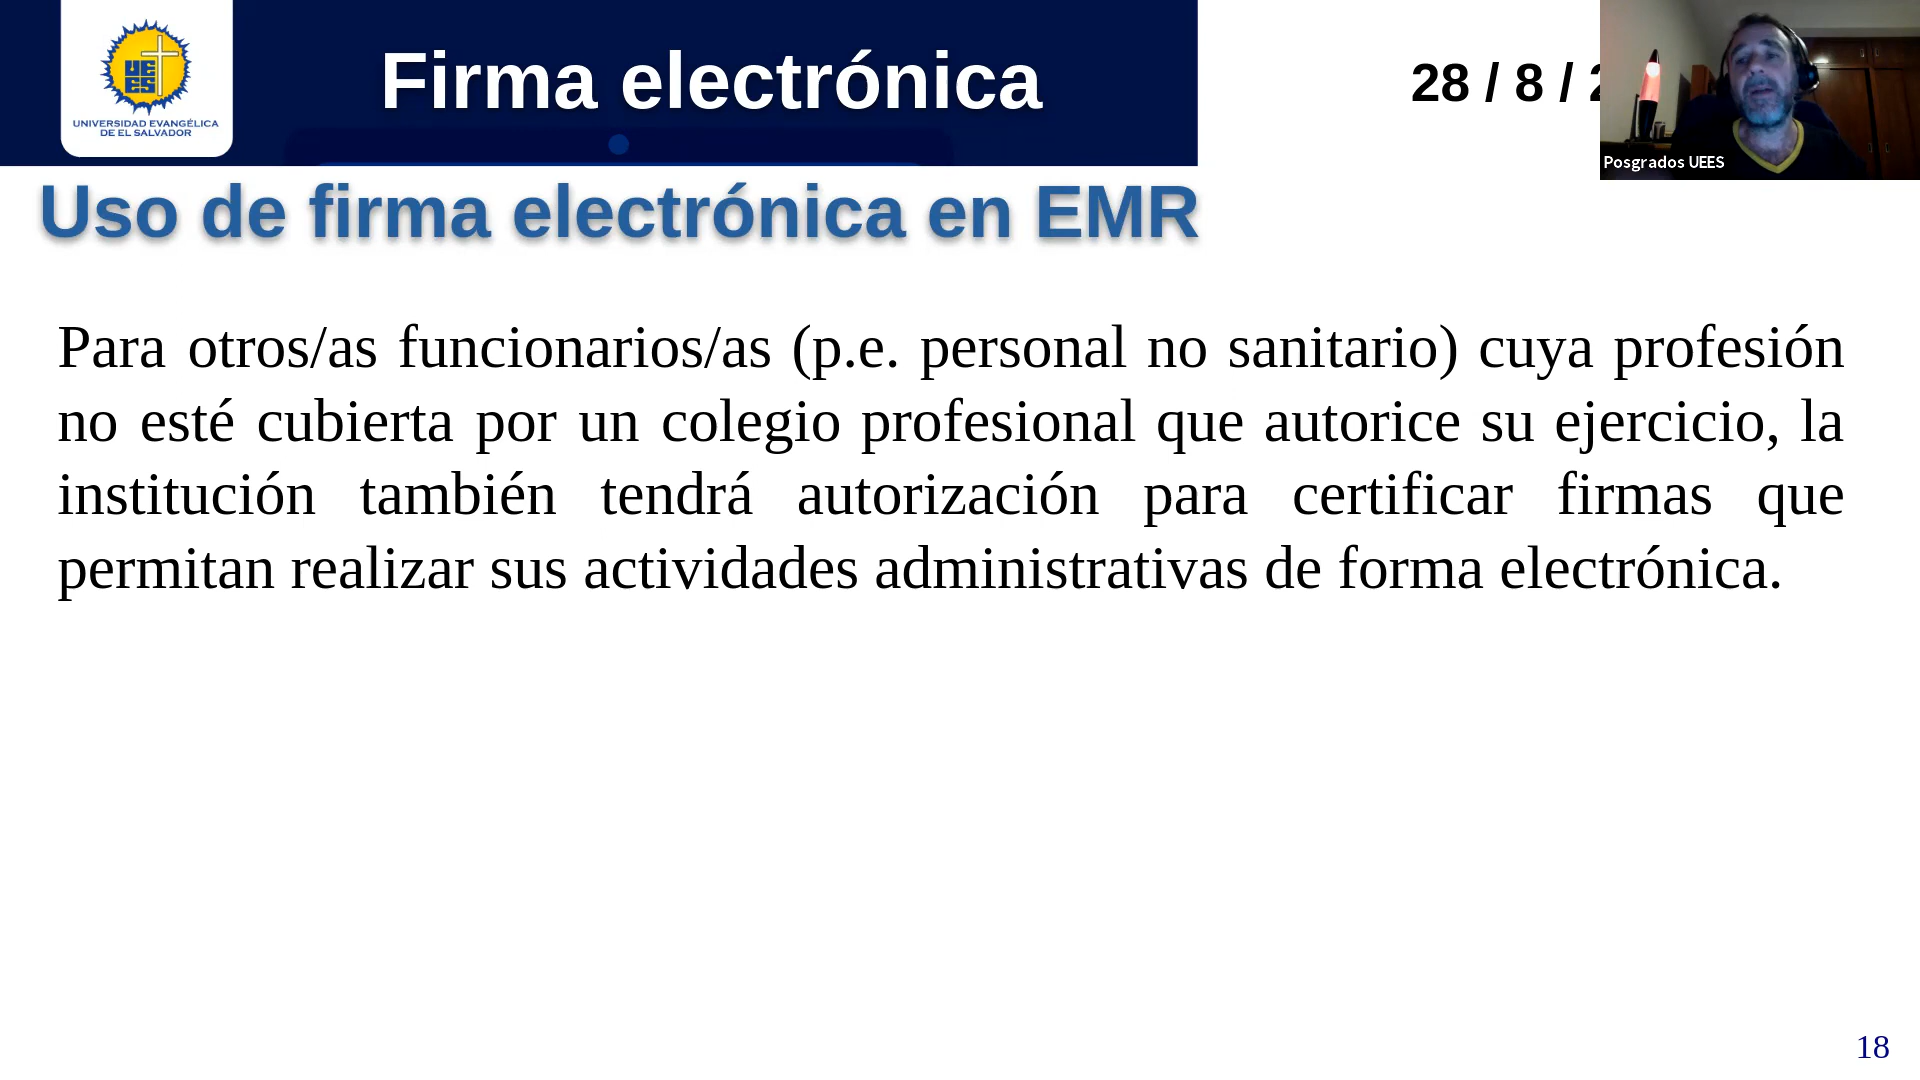 UE
ES
UNIVERSIDAD EVANGÉLICA
DE EL SALVADOR
Firma electrónica
28 / 8 /
Posgrados UEES
Uso de firma electrónica en EMR
Para otros/as funcionarios/as (p.e. personal no sanitario) cuya profesión
no esté cubierta por un colegio profesional que autorice su ejercicio, la
institución también tendrá autorización para certificar firmas que
permitan realizar sus actividades administrativas de forma electrónica.
18